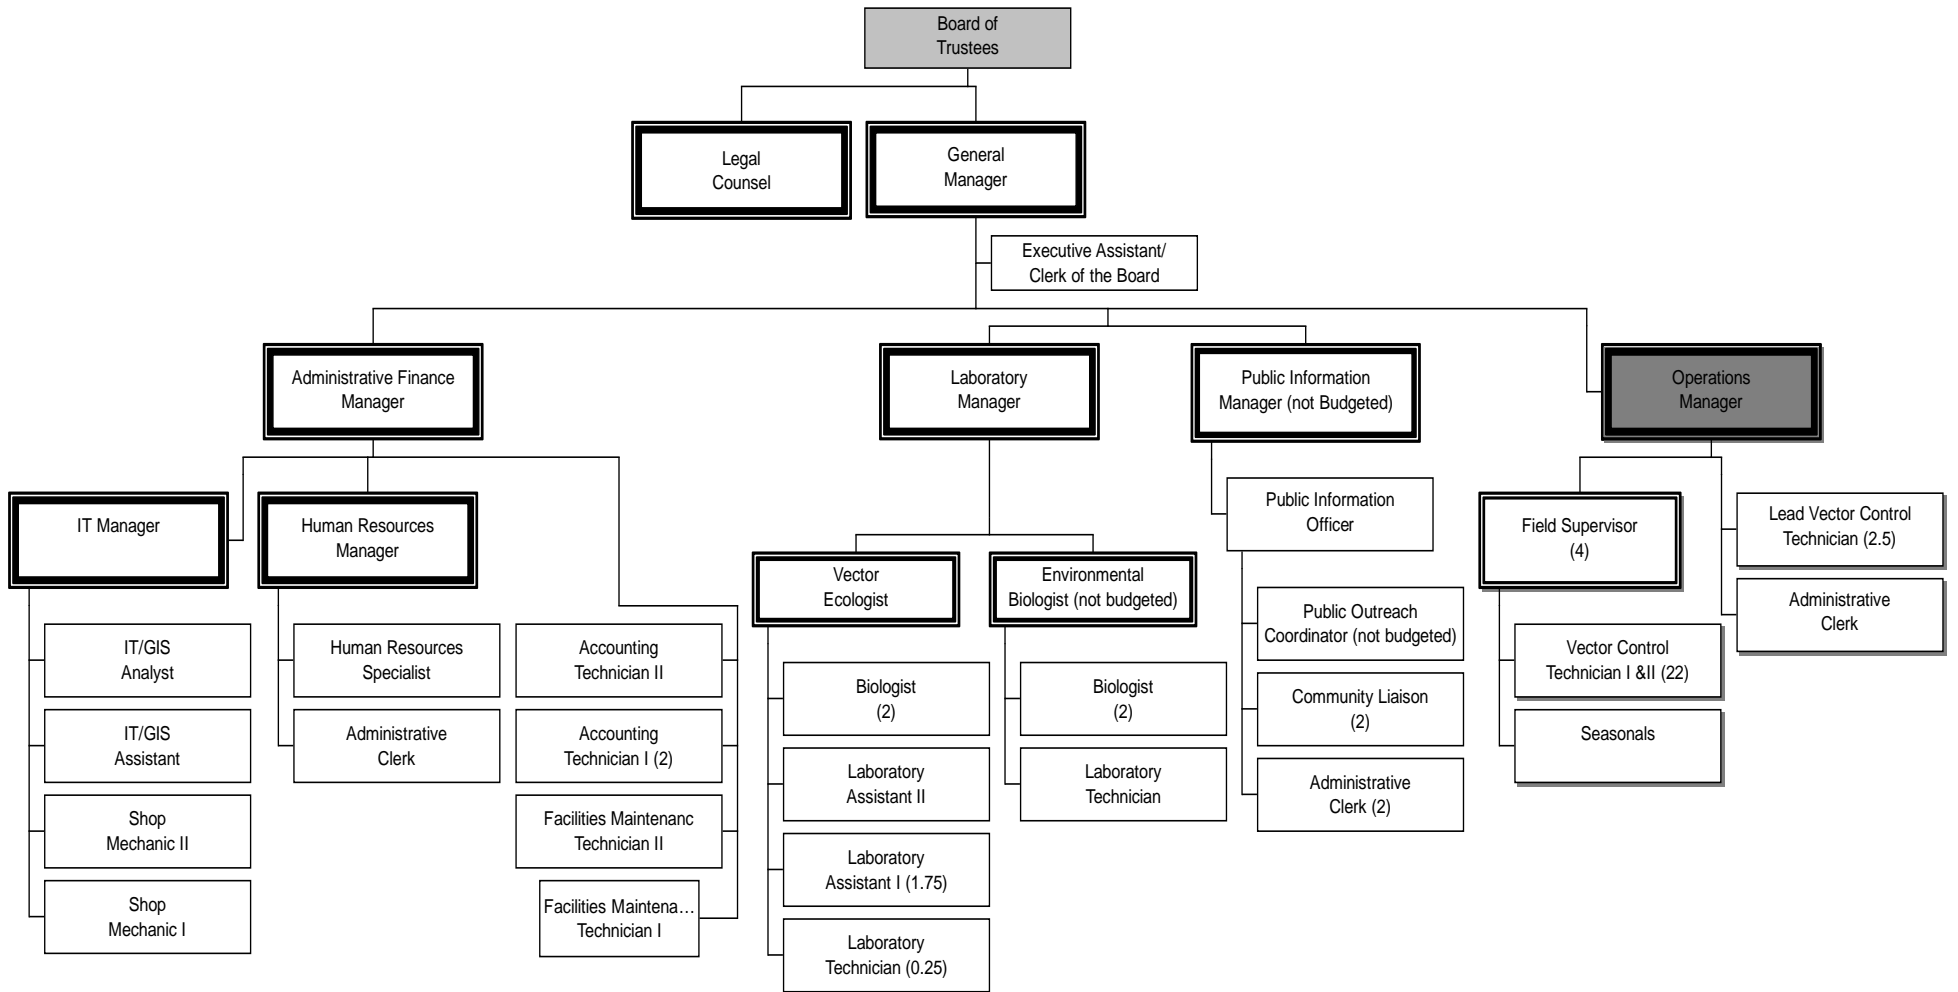 Board of
Trustees
Legal
Counsel
General
Manager
Executive Assistant/
Clerk of the Board
Administrative Finance
Manager
Laboratory
Manager
Public Information
Manager (not Budgeted)
Operations
Manager
IT Manager
Human Resources
Manager
IT/GIS
Analyst
IT/GIS
Assistant
Shop
Mechanic II
Shop
Mechanic I
Human Resources
Specialist
Administrative
Clerk
Accounting
Technician II
Accounting
Technician I (2)
Facilities Maintenanc
Technician II
Facilities Maintena…
Technician I
Vector
Ecologist
Environmental
Biologist (not budgeted)
Biologist
(2)
Laboratory
Assistant II
Laboratory
Assistant I (1.75)
Laboratory
Technician (0.25)
Biologist
(2)
Laboratory
Technician
Public Information
Officer
Public Outreach
Coordinator (not budgeted)
Community Liaison
(2)
Administrative
Clerk (2)
Field Supervisor
(4)
Vector Control
Technician I &II (22)
Seasonals
Lead Vector Control
Technician (2.5)
Administrative
Clerk